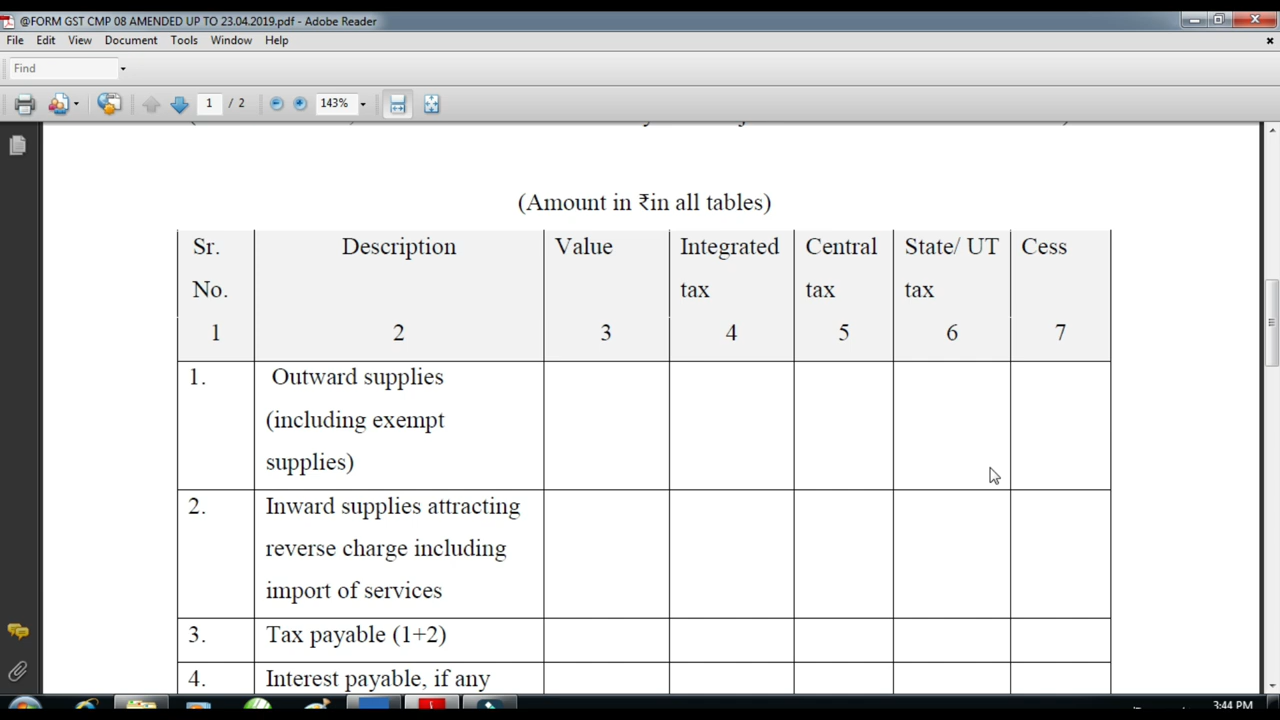 @FORM GST CMP 08 AMENDED UP TO 23.04.2019.pdf - Adobe Reader
File Edit View Document Tools Window Help
Find
1 / 2 143%
(Amount in ₹in all tables)
Sr. Description Value Integrated Central State/ UT Cess
No. tax tax tax
1 2 3 4 5 6 7
1. Outward supplies
(including exempt
supplies)
2. Inward supplies attracting
reverse charge including
import of services
3. Tax payable (1+2)
4. Interest payable, if any
3:44 PM